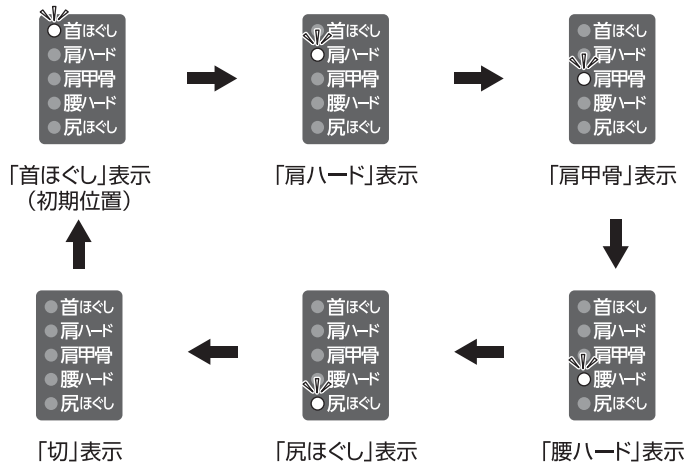 首ほぐし
肩ハード
肩甲骨
腰ハード
尻ほぐし
「首ほぐし」表示
(初期位置)
首ほぐし
肩ハード
肩甲骨
腰ハード
尻ほぐし
「肩ハード」表示
首ほぐし
肩ハード
肩甲骨
腰ハード
尻ほぐし
「肩甲骨」表示
首ほぐし
肩ハード
肩甲骨
腰ハード
尻ほぐし
「切」表示
首ほぐし
肩ハード
肩甲骨
腰ハード
尻ほぐし
「尻ほぐし」表示
首ほぐし
肩ハード
肩甲骨
腰ハード
尻ほぐし
「腰ハード」表示